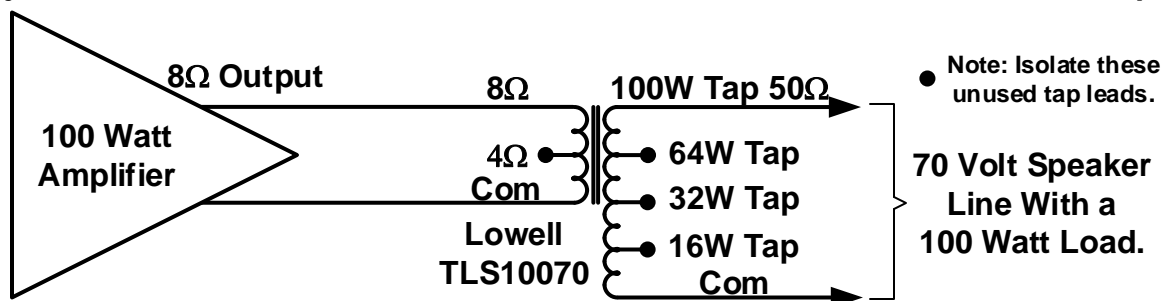 8Ω Output
100 Watt
Amplifier
8Ω
4Ω
Com
Lowell
TLS10070
100W Tap 50Ω
64W Tap
32W Tap
16W Tap
Com
Note: Isolate these
unused tap leads.
70 Volt Speaker
Line With a
100 Watt Load.